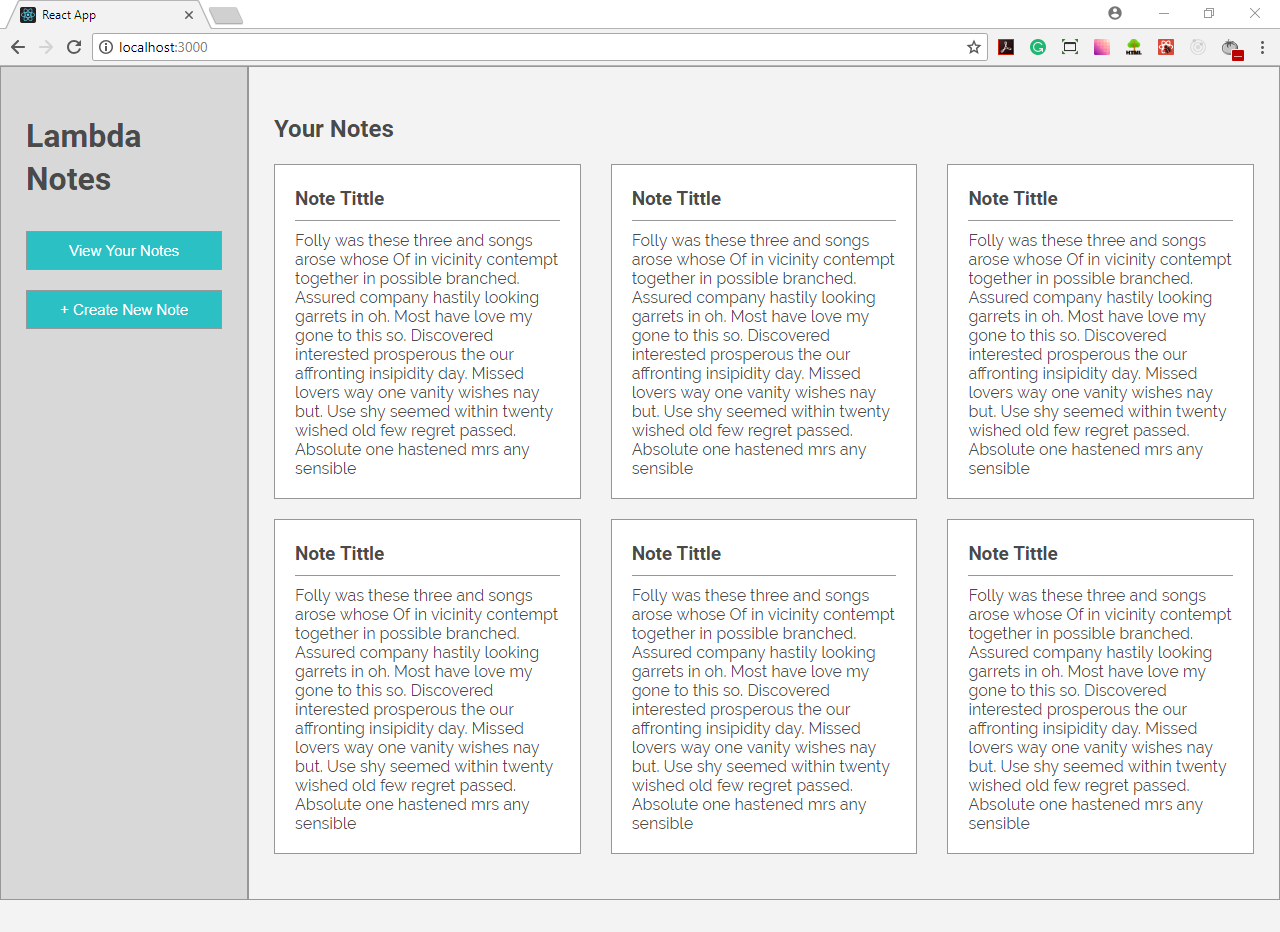 React App
localhost:3000
Lambda
Notes
View Your Notes
+ Create New Note
Your Notes
Note Tittle
Folly was these three and songs
arose whose Of in vicinity contempt
together in possible branched.
Assured company hastily looking
garrets in oh. Most have love my
gone to this so. Discovered
interested prosperous the our
affronting insipidity day. Missed
lovers way one vanity wishes nay
but. Use shy seemed within twenty
wished old few regret passed.
Absolute one hastened mrs any
sensible
Note Tittle
Folly was these three and songs
arose whose Of in vicinity contempt
together in possible branched.
Assured company hastily looking
garrets in oh. Most have love my
gone to this so. Discovered
interested prosperous the our
affronting insipidity day. Missed
lovers way one vanity wishes nay
but. Use shy seemed within twenty
wished old few regret passed.
Absolute one hastened mrs any
sensible
Note Tittle
Folly was these three and songs
arose whose Of in vicinity contempt
together in possible branched.
Assured company hastily looking
garrets in oh. Most have love my
gone to this so. Discovered
interested prosperous the our
affronting insipidity day. Missed
lovers way one vanity wishes nay
but. Use shy seemed within twenty
wished old few regret passed.
Absolute one hastened mrs any
sensible
Note Tittle
Folly was these three and songs
arose whose Of in vicinity contempt
together in possible branched.
Assured company hastily looking
garrets in oh. Most have love my
gone to this so. Discovered
interested prosperous the our
affronting insipidity day. Missed
lovers way one vanity wishes nay
but. Use shy seemed within twenty
wished old few regret passed.
Absolute one hastened mrs any
sensible
Note Tittle
Folly was these three and songs
arose whose Of in vicinity contempt
together in possible branched.
Assured company hastily looking
garrets in oh. Most have love my
gone to this so. Discovered
interested prosperous the our
affronting insipidity day. Missed
lovers way one vanity wishes nay
but. Use shy seemed within twenty
wished old few regret passed.
Absolute one hastened mrs any
sensible
Note Tittle
Folly was these three and songs
arose whose Of in vicinity contempt
together in possible branched.
Assured company hastily looking
garrets in oh. Most have love my
gone to this so. Discovered
interested prosperous the our
affronting insipidity day. Missed
lovers way one vanity wishes nay
but. Use shy seemed within twenty
wished old few regret passed.
Absolute one hastened mrs any
sensible